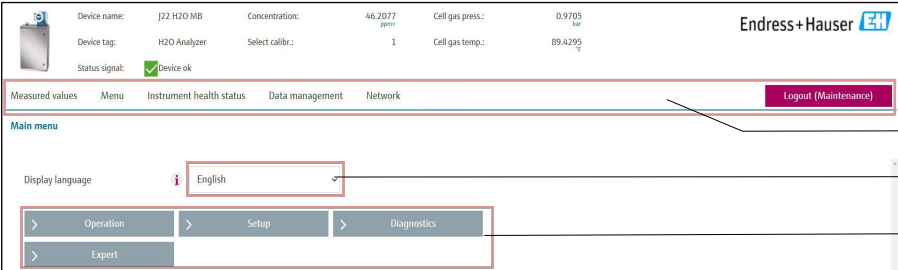 Device name: J22 H2O MB Concentration: 46.2077 ppmv Cell gas press.: 0.9705 bar
Endress+Hauser EH
Device tag: H2O Analyzer Select calibr.: 1 Cell gas temp.: 89.4295 °F
Status signal: Device ok
Measured values Menu Instrument health status Data management Network Logout (Maintenance)
Main menu
Display language i English
> Operation > Setup > Diagnostics
> Expert